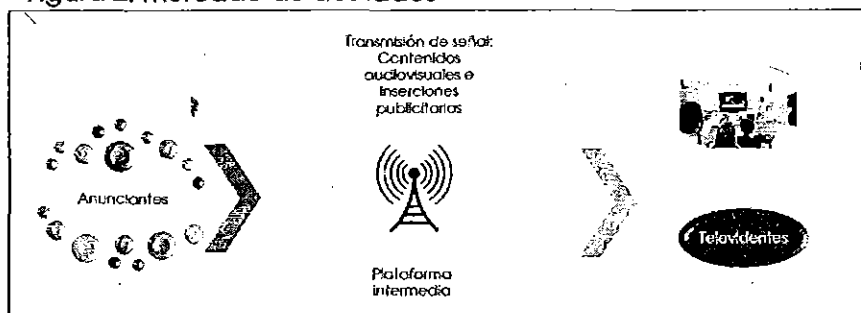 Transmisión de señal:
Contenidos
audiovisuales e
inserciones
publicitarias
Anunciantes
Televidentes
Plataforma
intermedia